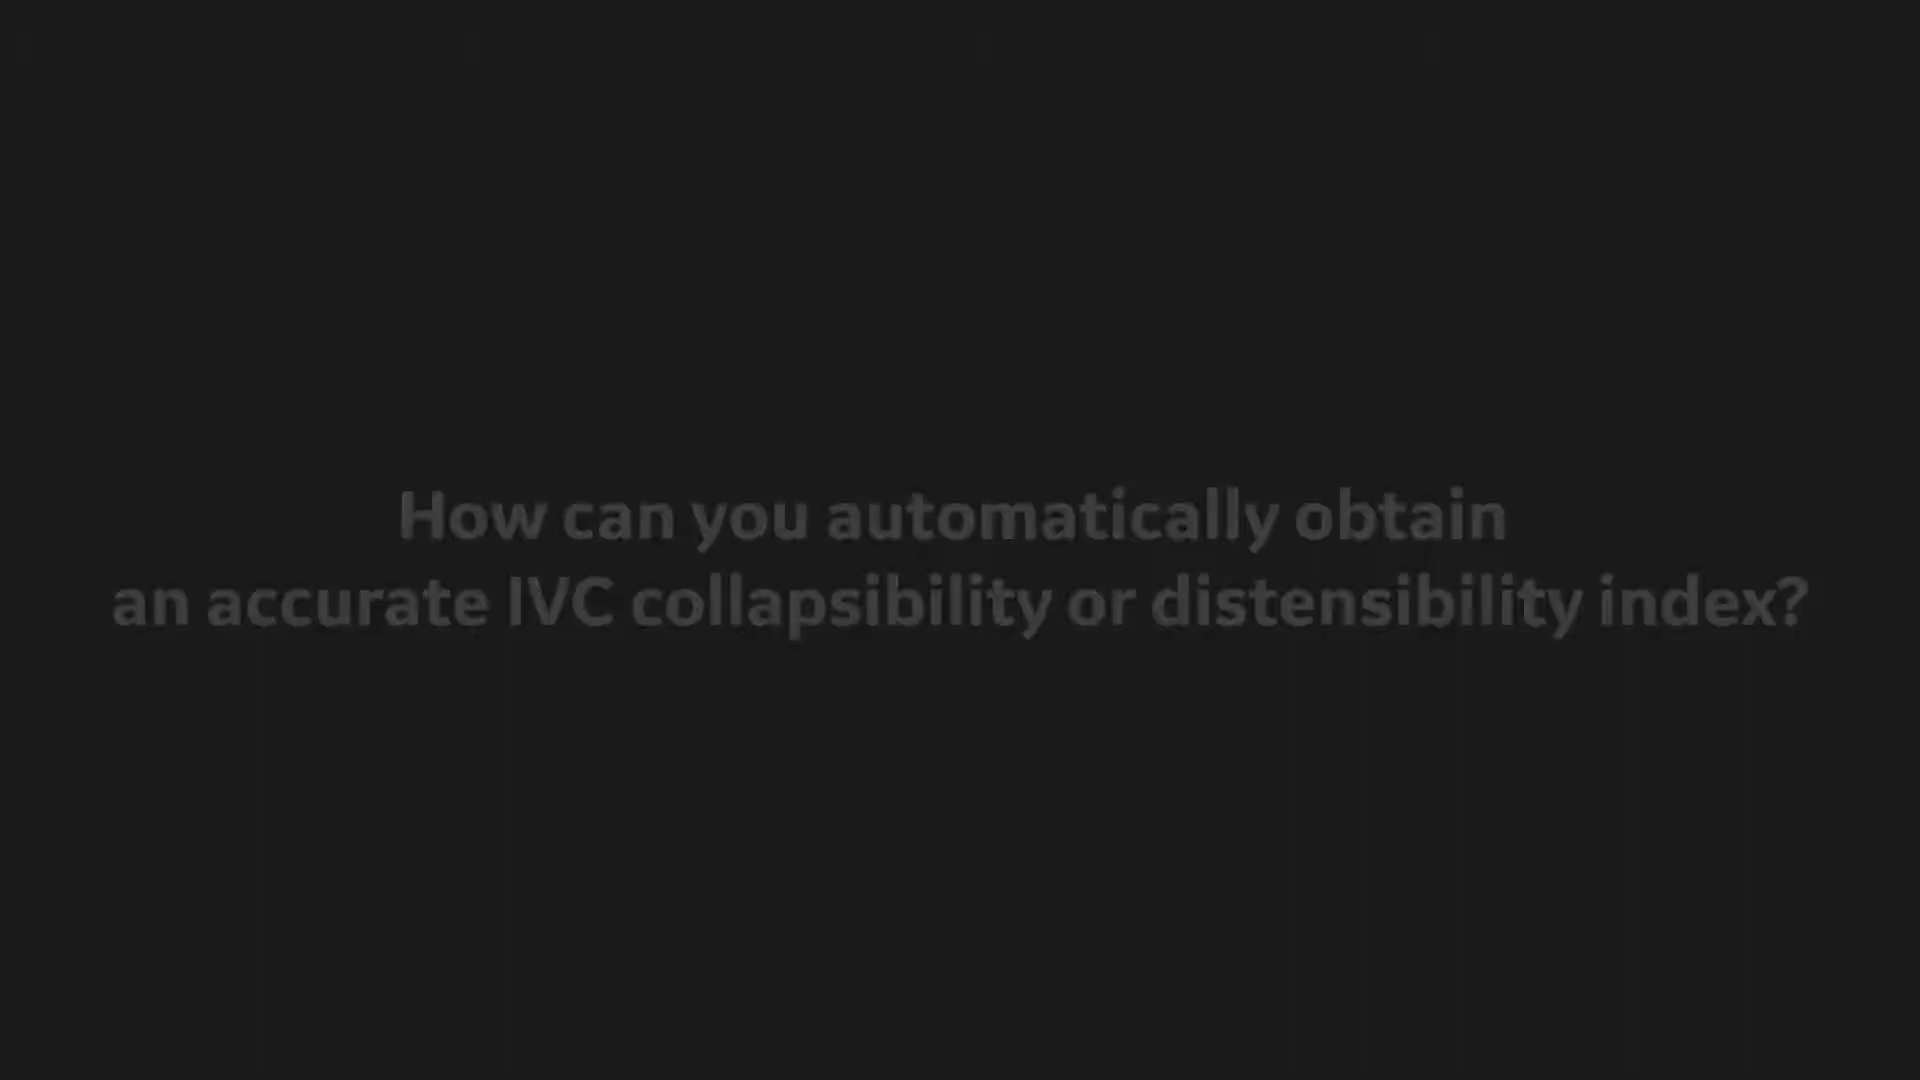 How can you automatically obtain
an accurate IVC collapsibility or distensibility index?